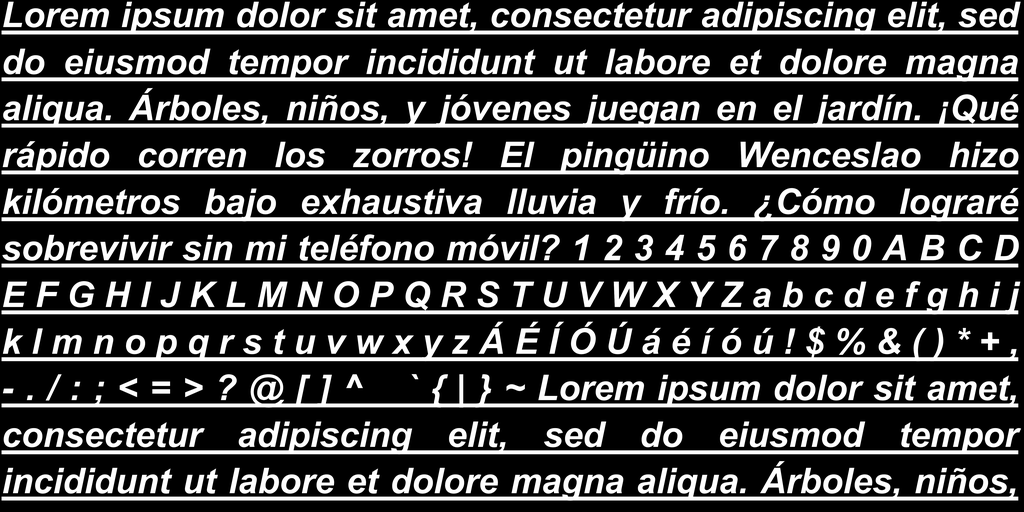 Lorem ipsum dolor sit amet, consectetur adipiscing elit, sed
do eiusmod tempor incididunt ut labore et dolore magna
aliqua. Árboles, niños, y jóvenes juegan en el jardín. ¡Qué
rápido corren los zorros! El pingüino Wenceslao hizo
kilómetros bajo exhaustiva lluvia y frío. ¿Cómo lograré
sobrevivir sin mi teléfono móvil? 1 2 3 4 5 6 7 8 9 0 A B C D
E F G H I J K L M N O P Q R S T U V W X Y Z a b c d e f g h i j
k l m n o p q r s t u v w x y z Á É Í Ó Ú á é í ó ú ! $ % & ( ) * + ,
- . / : ; < = > ? @ [ ] ^ ` { | } ~ Lorem ipsum dolor sit amet,
consectetur adipiscing elit, sed do eiusmod tempor
incididunt ut labore et dolore magna aliqua. Árboles, niños,